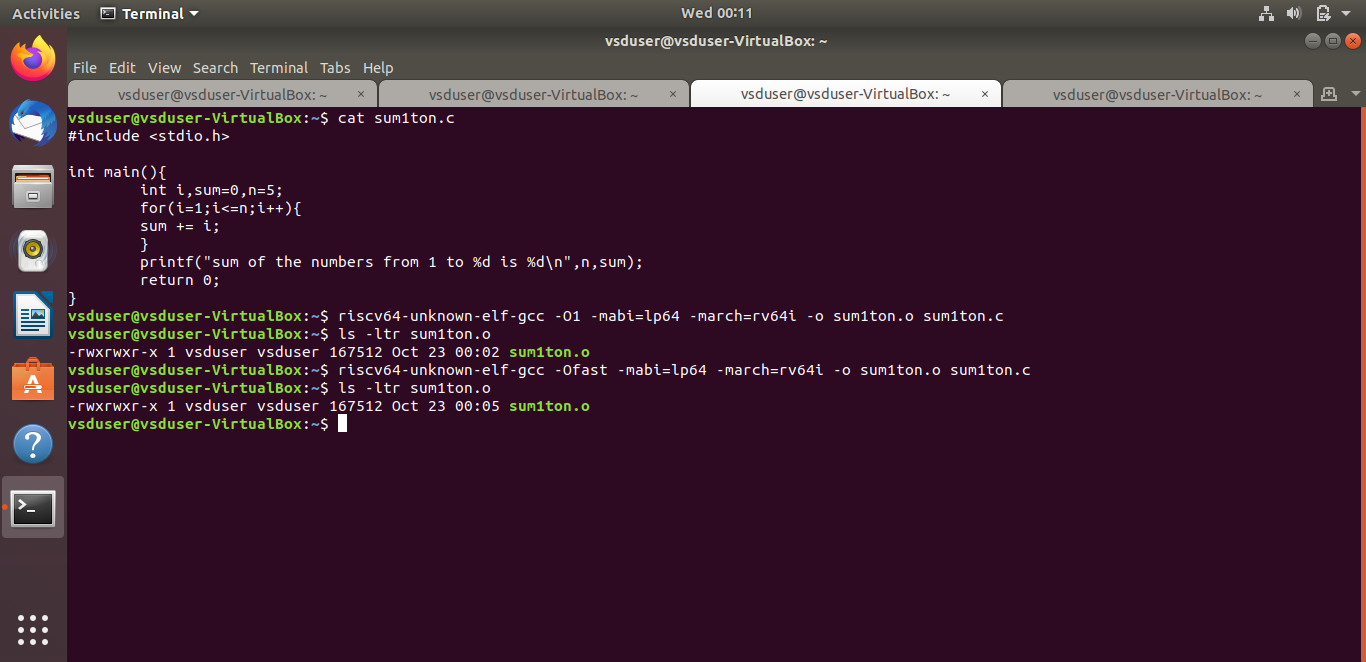 Activities Terminal Wed 00:11
vsduser@vsduser-VirtualBox: ~
File Edit View Search Terminal Tabs Help
vsduser@vsduser-VirtualBox: ~ × vsduser@vsduser-VirtualBox: ~ × vsduser@vsduser-VirtualBox: ~ × vsduser@vsduser-VirtualBox: ~ ×
vsduser@vsduser-VirtualBox:~$ cat sum1ton.c
#include <stdio.h>

int main(){
        int i,sum=0,n=5;
        for(i=1;i<=n;i++){
        sum += i;
        }
        printf("sum of the numbers from 1 to %d is %d\n",n,sum);
        return 0;
}
vsduser@vsduser-VirtualBox:~$ riscv64-unknown-elf-gcc -O1 -mabi=lp64 -march=rv64i -o sum1ton.o sum1ton.c
vsduser@vsduser-VirtualBox:~$ ls -ltr sum1ton.o
-rwxrwxr-x 1 vsduser vsduser 167512 Oct 23 00:02 sum1ton.o
vsduser@vsduser-VirtualBox:~$ riscv64-unknown-elf-gcc -Ofast -mabi=lp64 -march=rv64i -o sum1ton.o sum1ton.c
vsduser@vsduser-VirtualBox:~$ ls -ltr sum1ton.o
-rwxrwxr-x 1 vsduser vsduser 167512 Oct 23 00:05 sum1ton.o
vsduser@vsduser-VirtualBox:~$